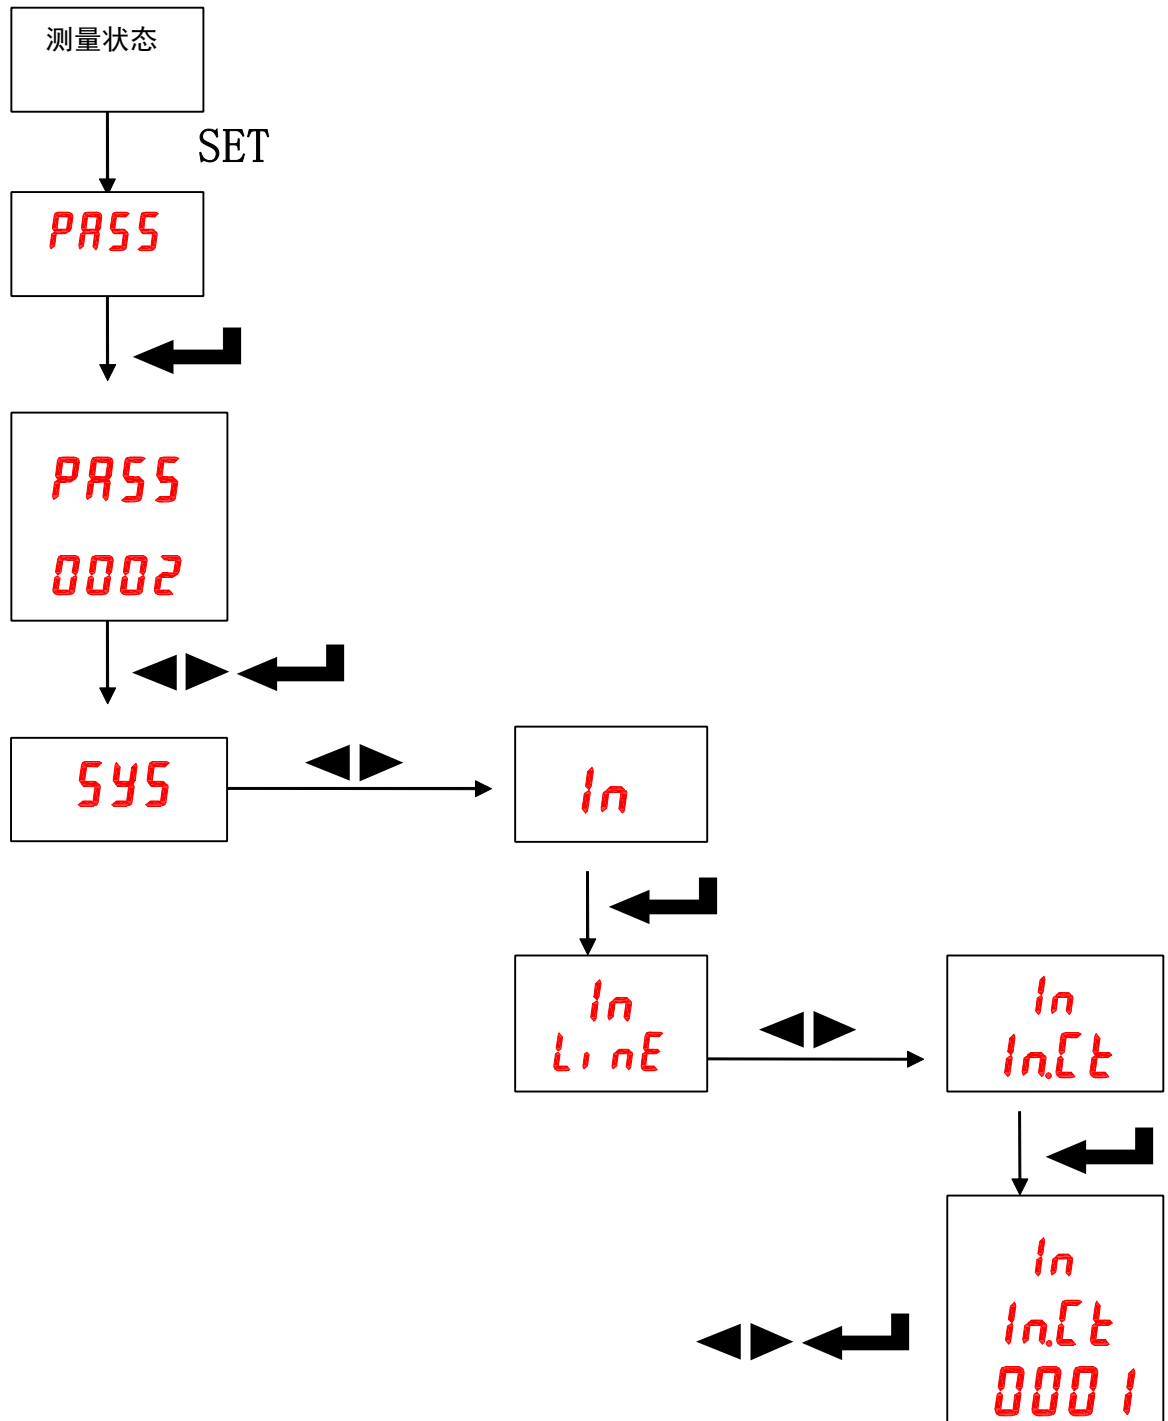 测量状态
SET
PASS
PASS
0002
SYS
In
In
LinE
In
In.Ct
In
In.Ct
0001